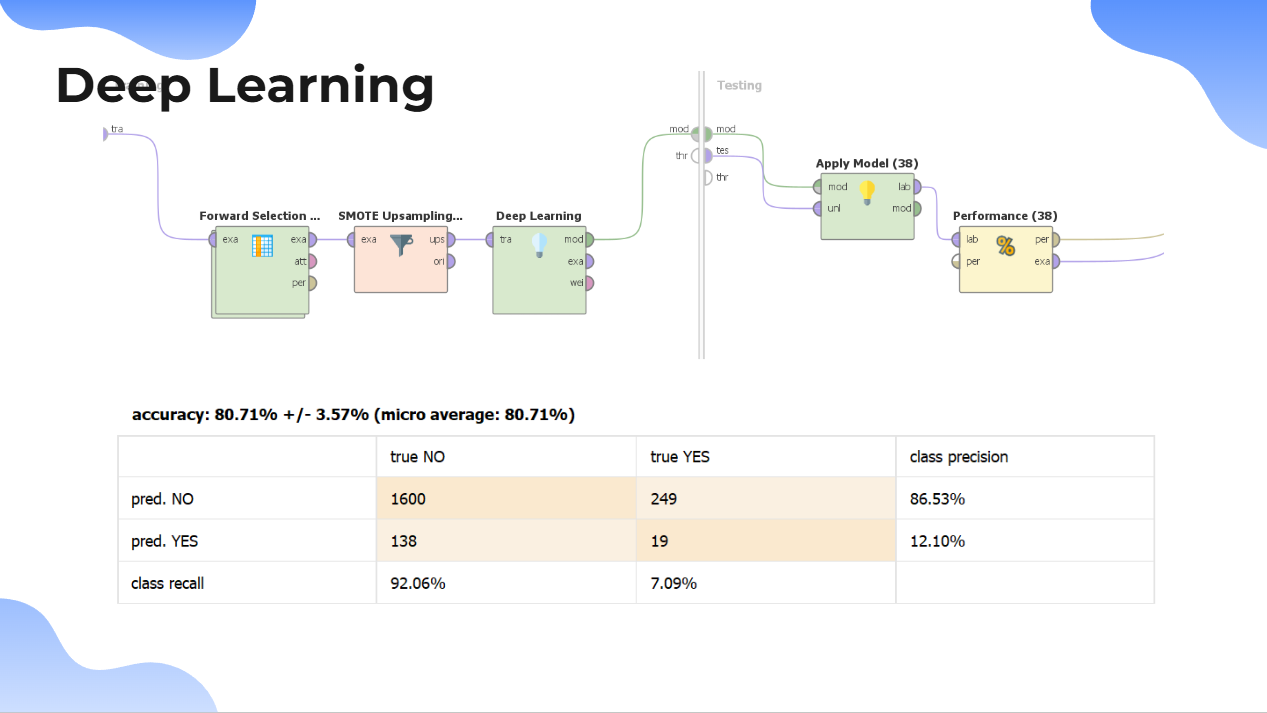 Deep Learning
Testing
tra
mod
mod
thr
tes
thr
Apply Model (38)
mod lab
unl mod
Forward Selection ... SMOTE Upsampling... Deep Learning
exa exa exa ups tra mod
att ori exa
per wei
Performance (38)
lab per
per exa
accuracy: 80.71% +/- 3.57% (micro average: 80.71%)
true NO true YES class precision
pred. NO 1600 249 86.53%
pred. YES 138 19 12.10%
class recall 92.06% 7.09%